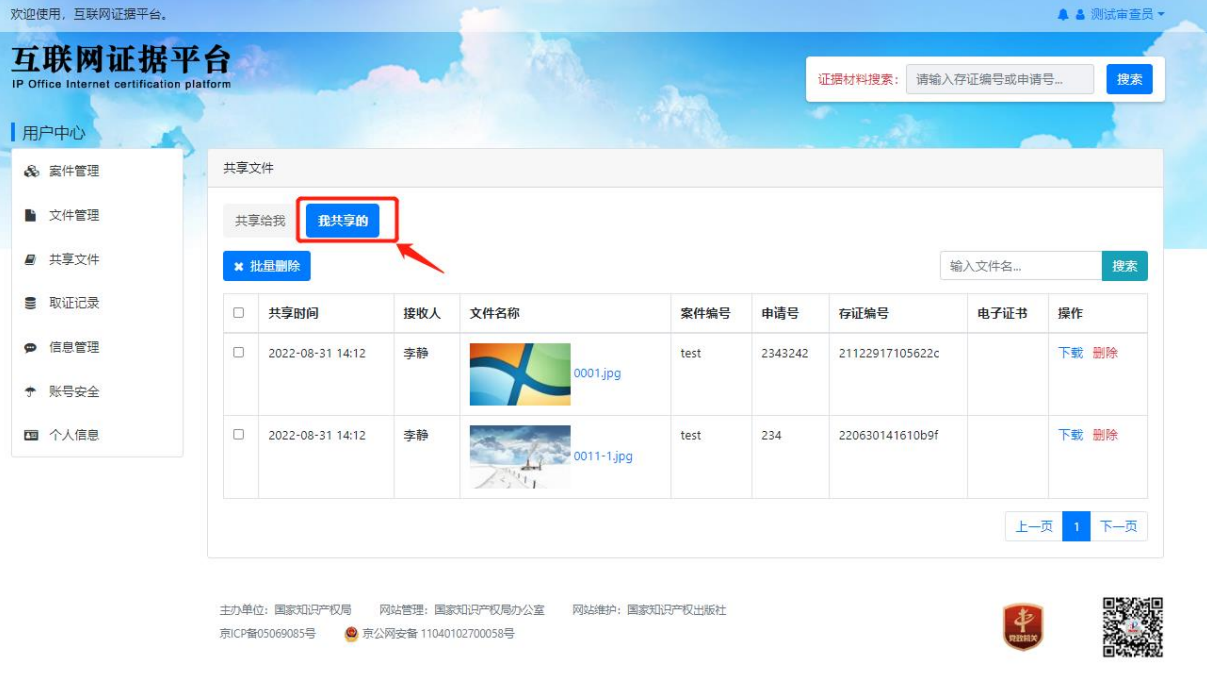 欢迎使用，互联网证据平台。
测试审查员
互联网证据平台
IP Office Internet certification platform
证据材料搜索：
请输入存证编号或申请号...
搜索
用户中心
案件管理
文件管理
共享文件
取证记录
信息管理
账号安全
个人信息
共享文件
共享给我 我共享的
批量删除
输入文件名... 搜索
共享时间 接收人 文件名称 案件编号 申请号 存证编号 电子证书 操作
2022-08-31 14:12 李静 0001.jpg test 2343242 21122917105622c 下载 删除
2022-08-31 14:12 李静 0011-1.jpg test 234 220630141610b9f 下载 删除
上一页 1 下一页
主办单位：国家知识产权局 网站管理：国家知识产权局办公室 网站维护：国家知识产权出版社
京ICP备05069085号 京公网安备 11040102700058号
党政机关